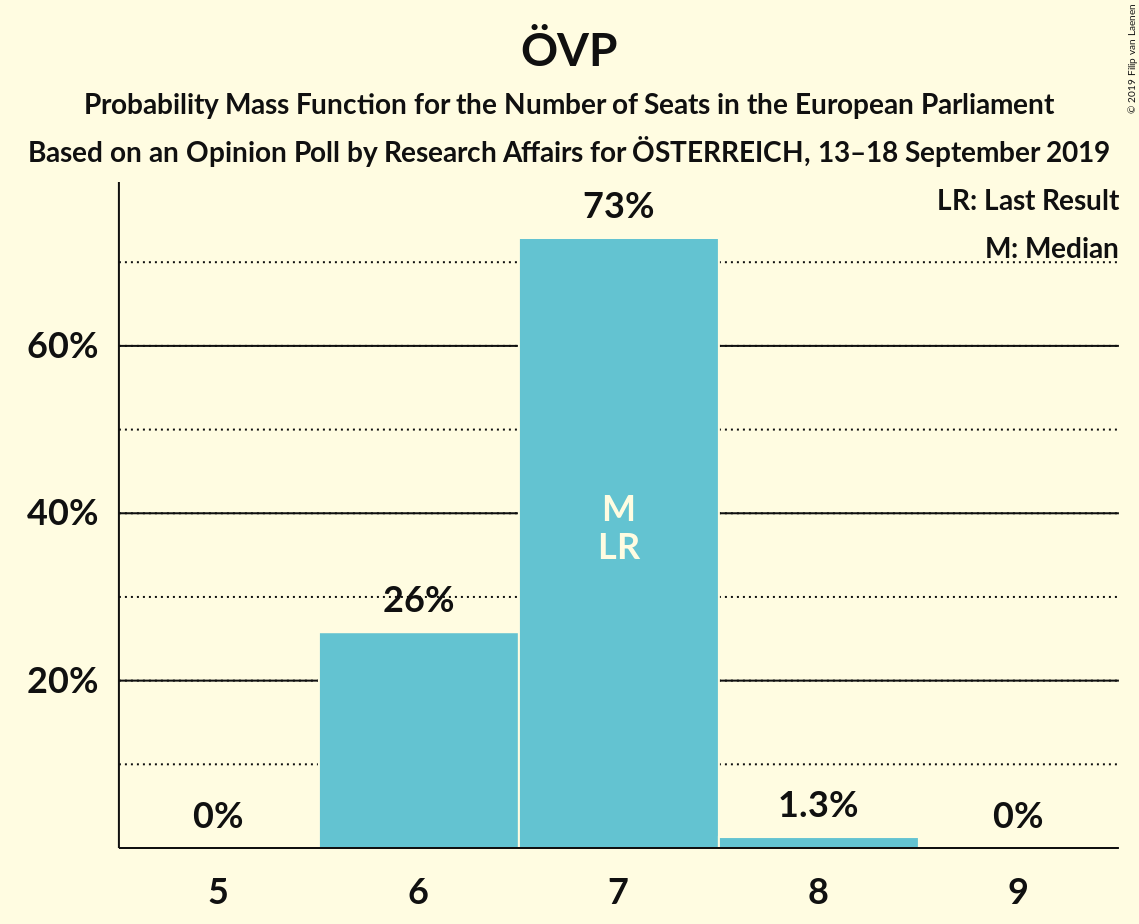 ÖVP
Probability Mass Function for the Number of Seats in the European Parliament
Based on an Opinion Poll by Research Affairs for ÖSTERREICH, 13–18 September 2019
© 2019 Filip van Laenen
LR: Last Result
M: Median
73%
60%
M
40%
LR
26%
20%
1.3%
0%
0%
5
6
7
8
9